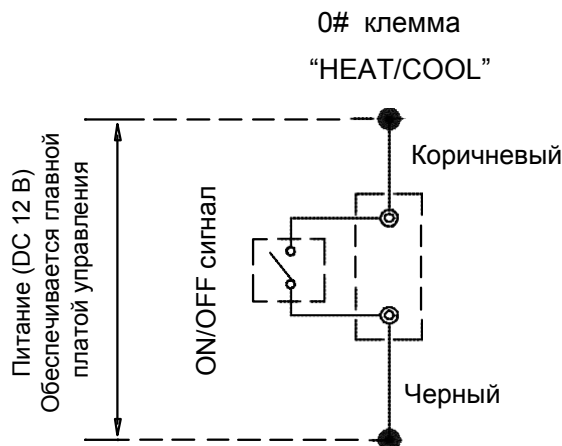 0# клемма
“HEAT/COOL”
Коричневый
Питание (DC 12 В)
Обеспечивается главной
платой управления
ON/OFF сигнал
Черный